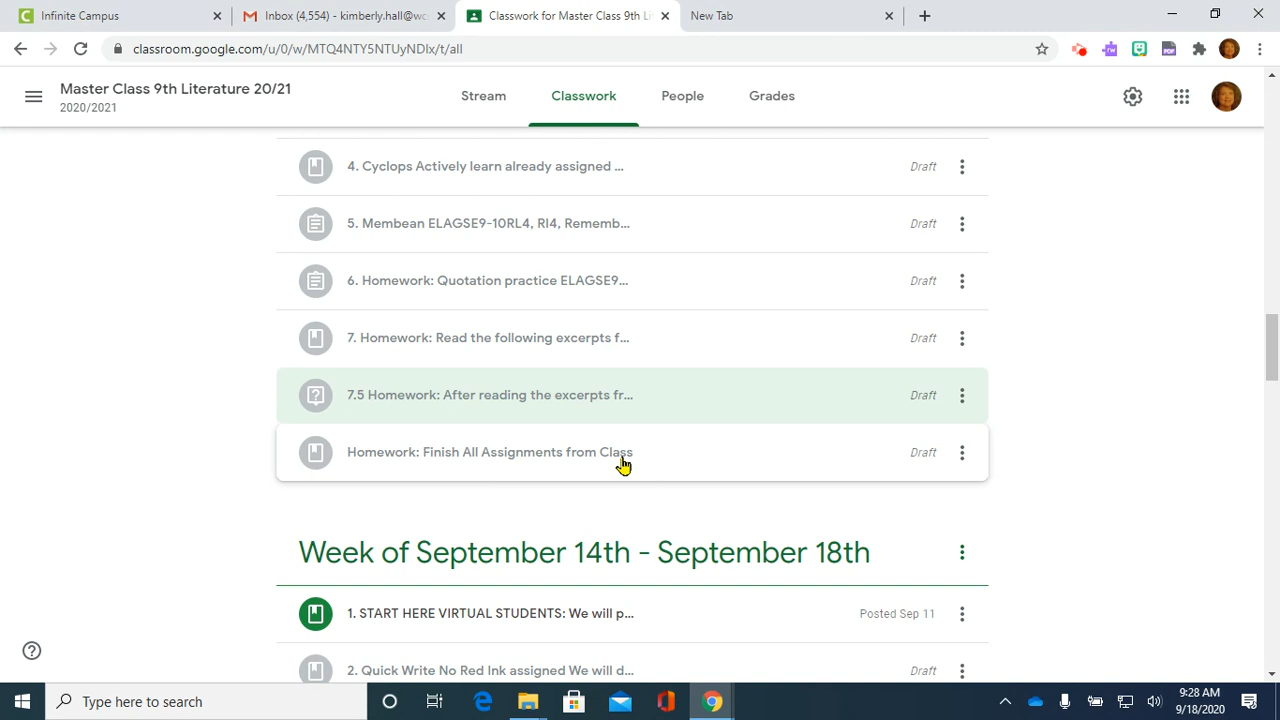 Infinite Campus
Inbox (4,554) - kimberly.hall@wc
Classwork for Master Class 9th Li
New Tab
classroom.google.com/u/0/w/MTQ4NTY5NTUyNDlx/t/all
Master Class 9th Literature 20/21
2020/2021
Stream
Classwork
People
Grades
4. Cyclops Actively learn already assigned ...
Draft
5. Membean ELAGSE9-10RL4, RI4, Rememb...
Draft
6. Homework: Quotation practice ELAGSE9...
Draft
7. Homework: Read the following excerpts f...
Draft
7.5 Homework: After reading the excerpts fr...
Draft
Homework: Finish All Assignments from Class
Draft
Week of September 14th - September 18th
1. START HERE VIRTUAL STUDENTS: We will p...
Posted Sep 11
2. Quick Write No Red Ink assigned We will d...
Draft
Type here to search
9:28 AM
9/18/2020